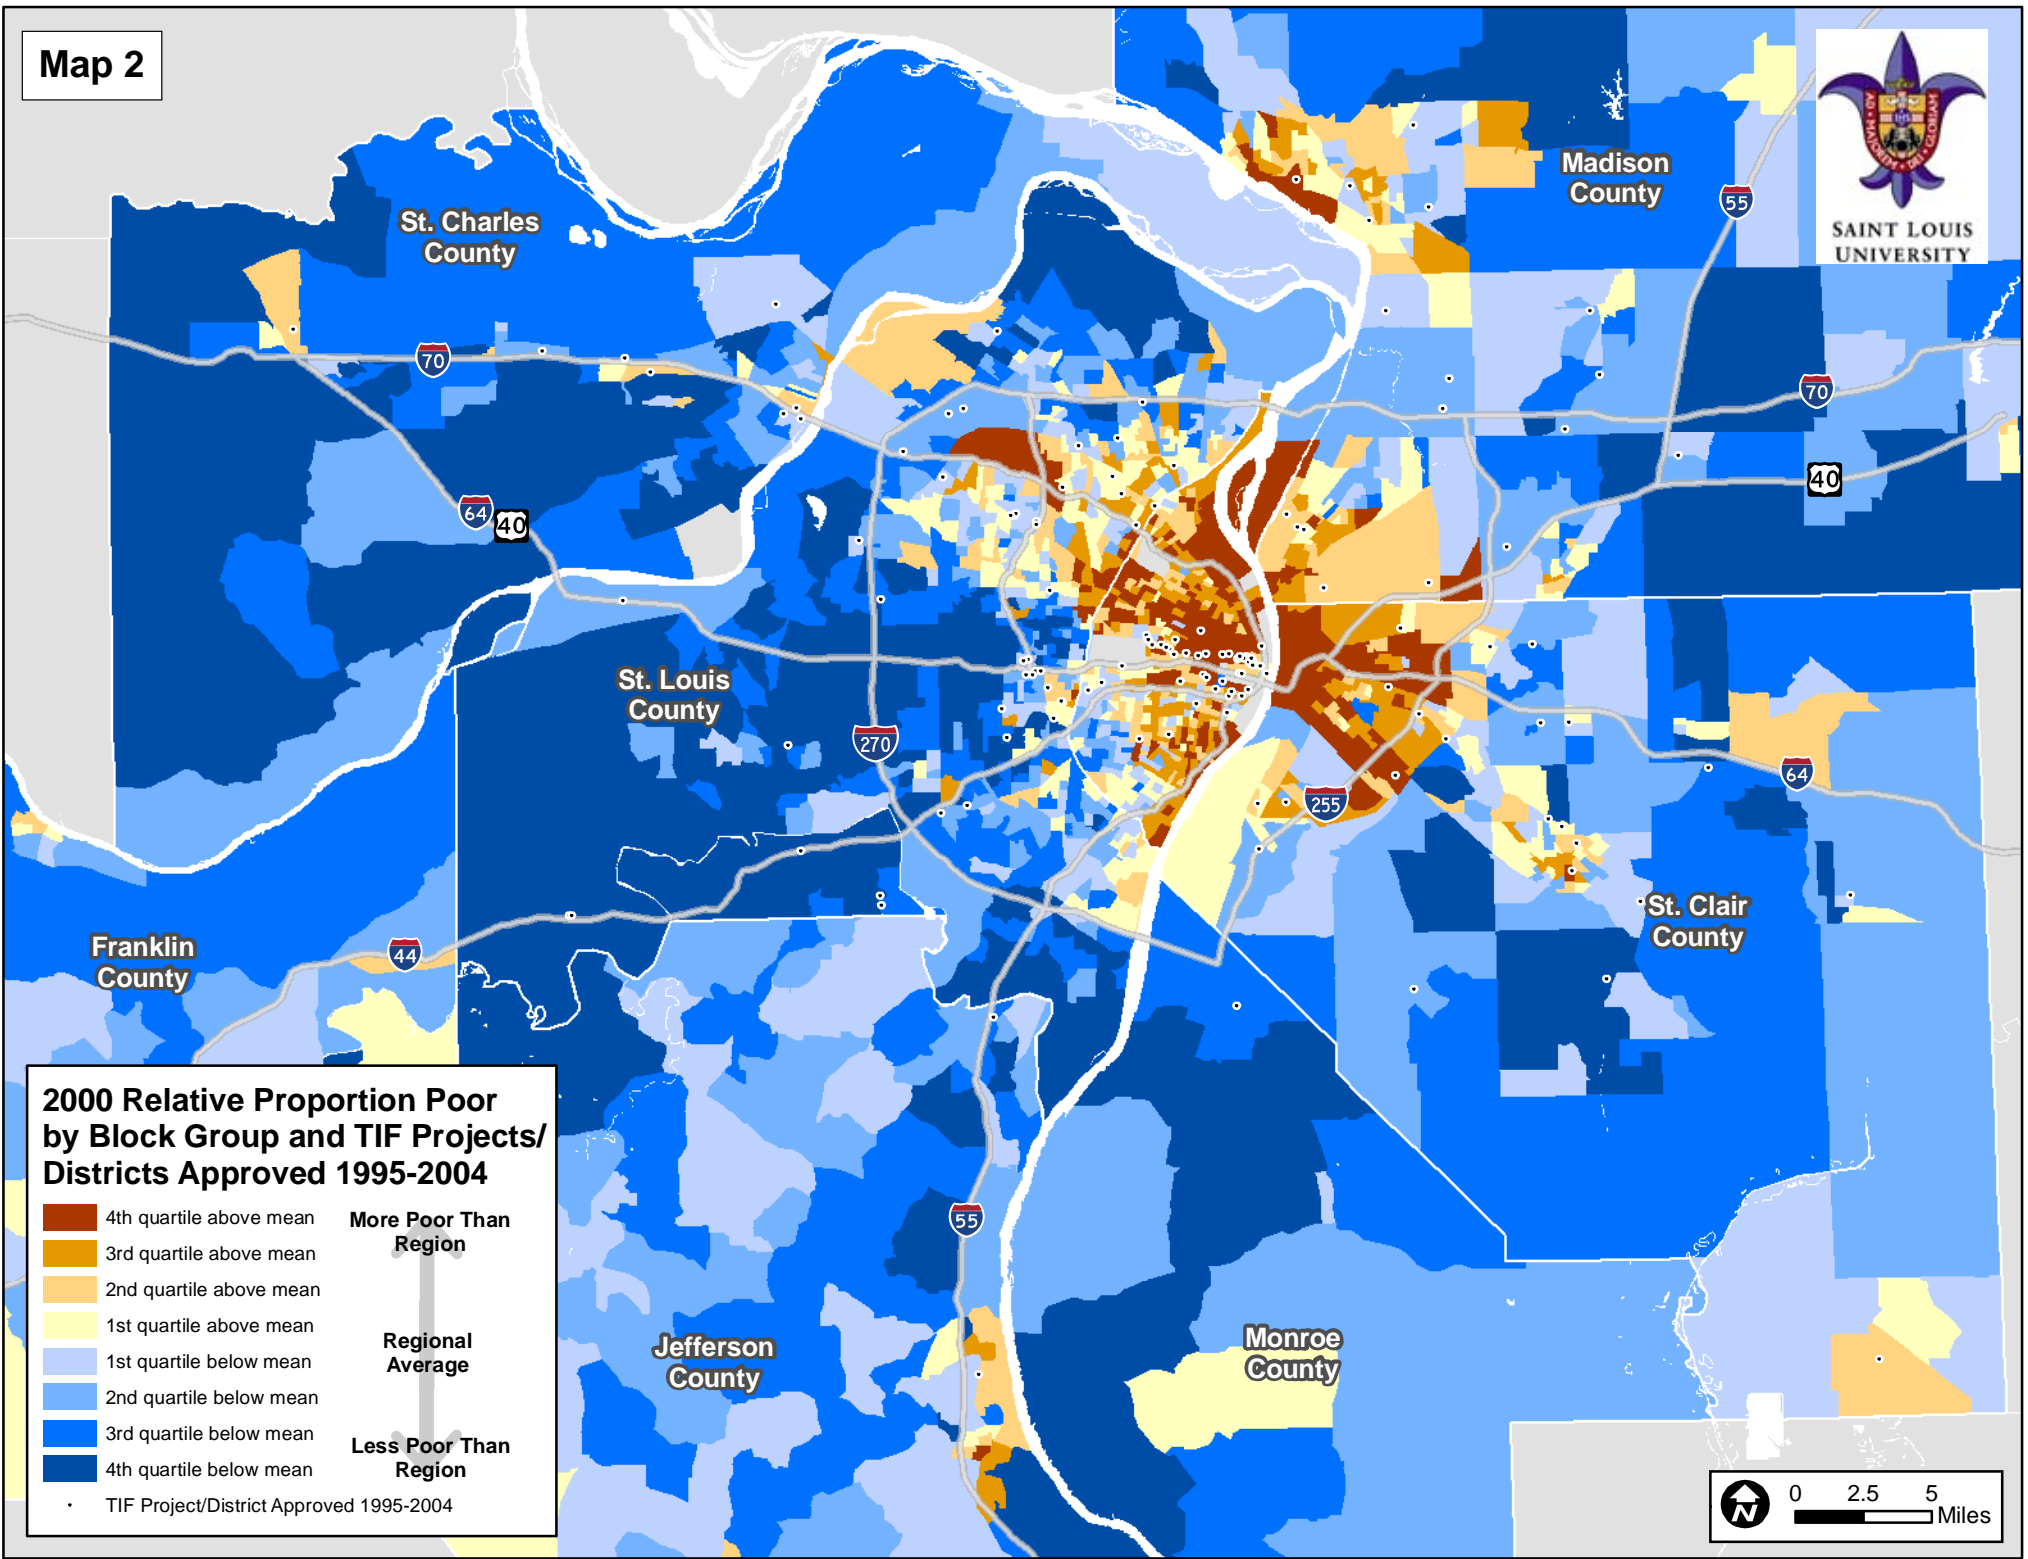 Map 2
AD • MAJOREM • DEI • GLORIAM
SAINT LOUIS
UNIVERSITY
Madison
County
55
St. Charles
County
70
70
64
40
40
St. Louis
County
270
255
64
St. Clair
County
Franklin
County
44
55
Jefferson
County
Monroe
County
2000 Relative Proportion Poor
by Block Group and TIF Projects/
Districts Approved 1995-2004
4th quartile above mean
3rd quartile above mean
2nd quartile above mean
1st quartile above mean
1st quartile below mean
2nd quartile below mean
3rd quartile below mean
4th quartile below mean
TIF Project/District Approved 1995-2004
More Poor Than
Region
Regional
Average
Less Poor Than
Region
N
0 2.5 5
Miles